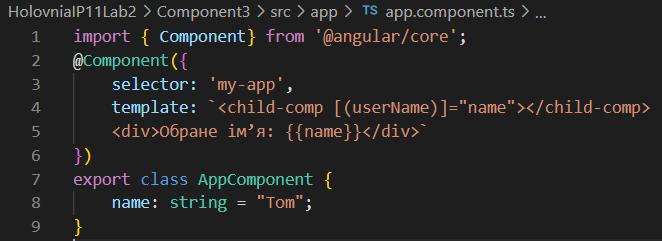 HolovniaIP11Lab2 > Component3 > src > app > TS app.component.ts > ...
1 import { Component} from '@angular/core';
2 @Component({
3 selector: 'my-app',
4 template: `<child-comp [(userName)]="name"></child-comp>
5 <div>Обране ім’я: {{name}}</div>`
6 })
7 export class AppComponent {
8 name: string = "Tom";
9 }